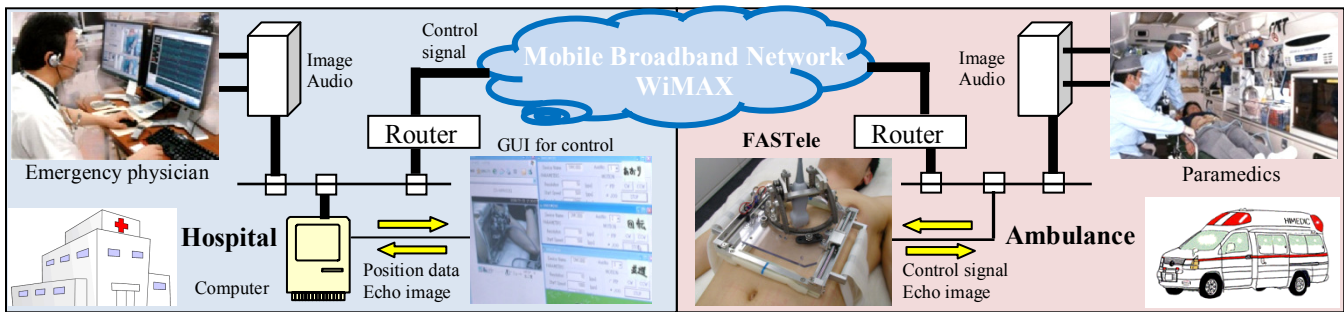 Control
signal
Image
Audio
Mobile Broadband Network
WiMAX
Image
Audio
Router
Router
Emergency physician
GUI for control
FASTele
Paramedics
Hospital
Ambulance
Computer
Position data
Echo image
Control signal
Echo image
HIMEDIC